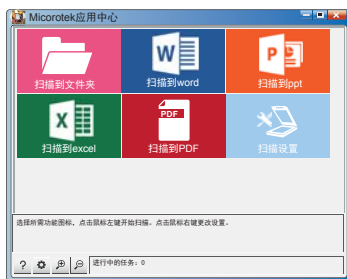 Microrotek应用中心
扫描到文件夹
扫描到word
扫描到ppt
扫描到excel
PDF
扫描到PDF
扫描设置
选择所需功能图标，点击鼠标左键开始扫描。点击鼠标右键更改设置。
进行中的任务：0